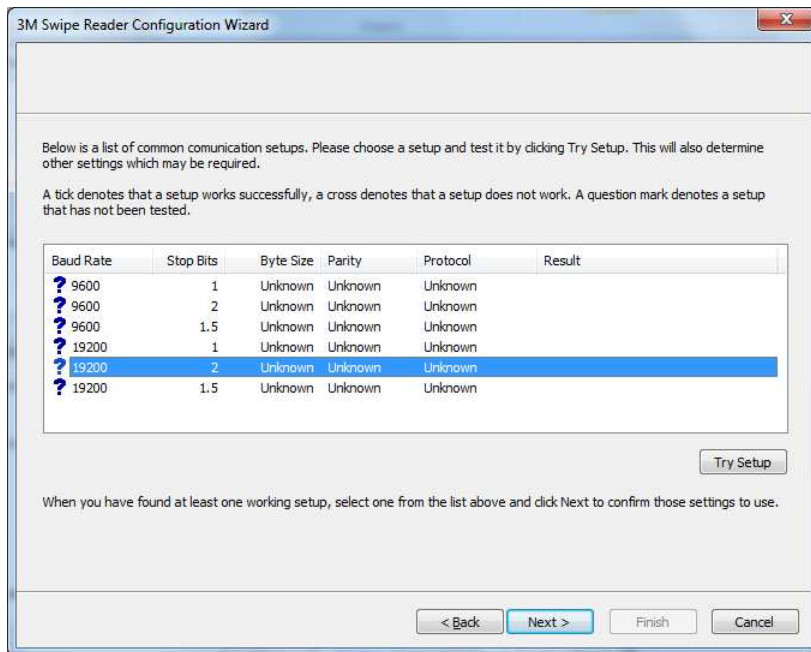 3M Swipe Reader Configuration Wizard
Below is a list of common comunication setups. Please choose a setup and test it by clicking Try Setup. This will also determine
other settings which may be required.
A tick denotes that a setup works successfully, a cross denotes that a setup does not work. A question mark denotes a setup
that has not been tested.
Baud Rate Stop Bits Byte Size Parity Protocol Result
? 9600 1 Unknown Unknown Unknown
? 9600 2 Unknown Unknown Unknown
? 9600 1.5 Unknown Unknown Unknown
? 19200 1 Unknown Unknown Unknown
? 19200 2 Unknown Unknown Unknown
? 19200 1.5 Unknown Unknown Unknown
Try Setup
When you have found at least one working setup, select one from the list above and click Next to confirm those settings to use.
< Back Next > Finish Cancel